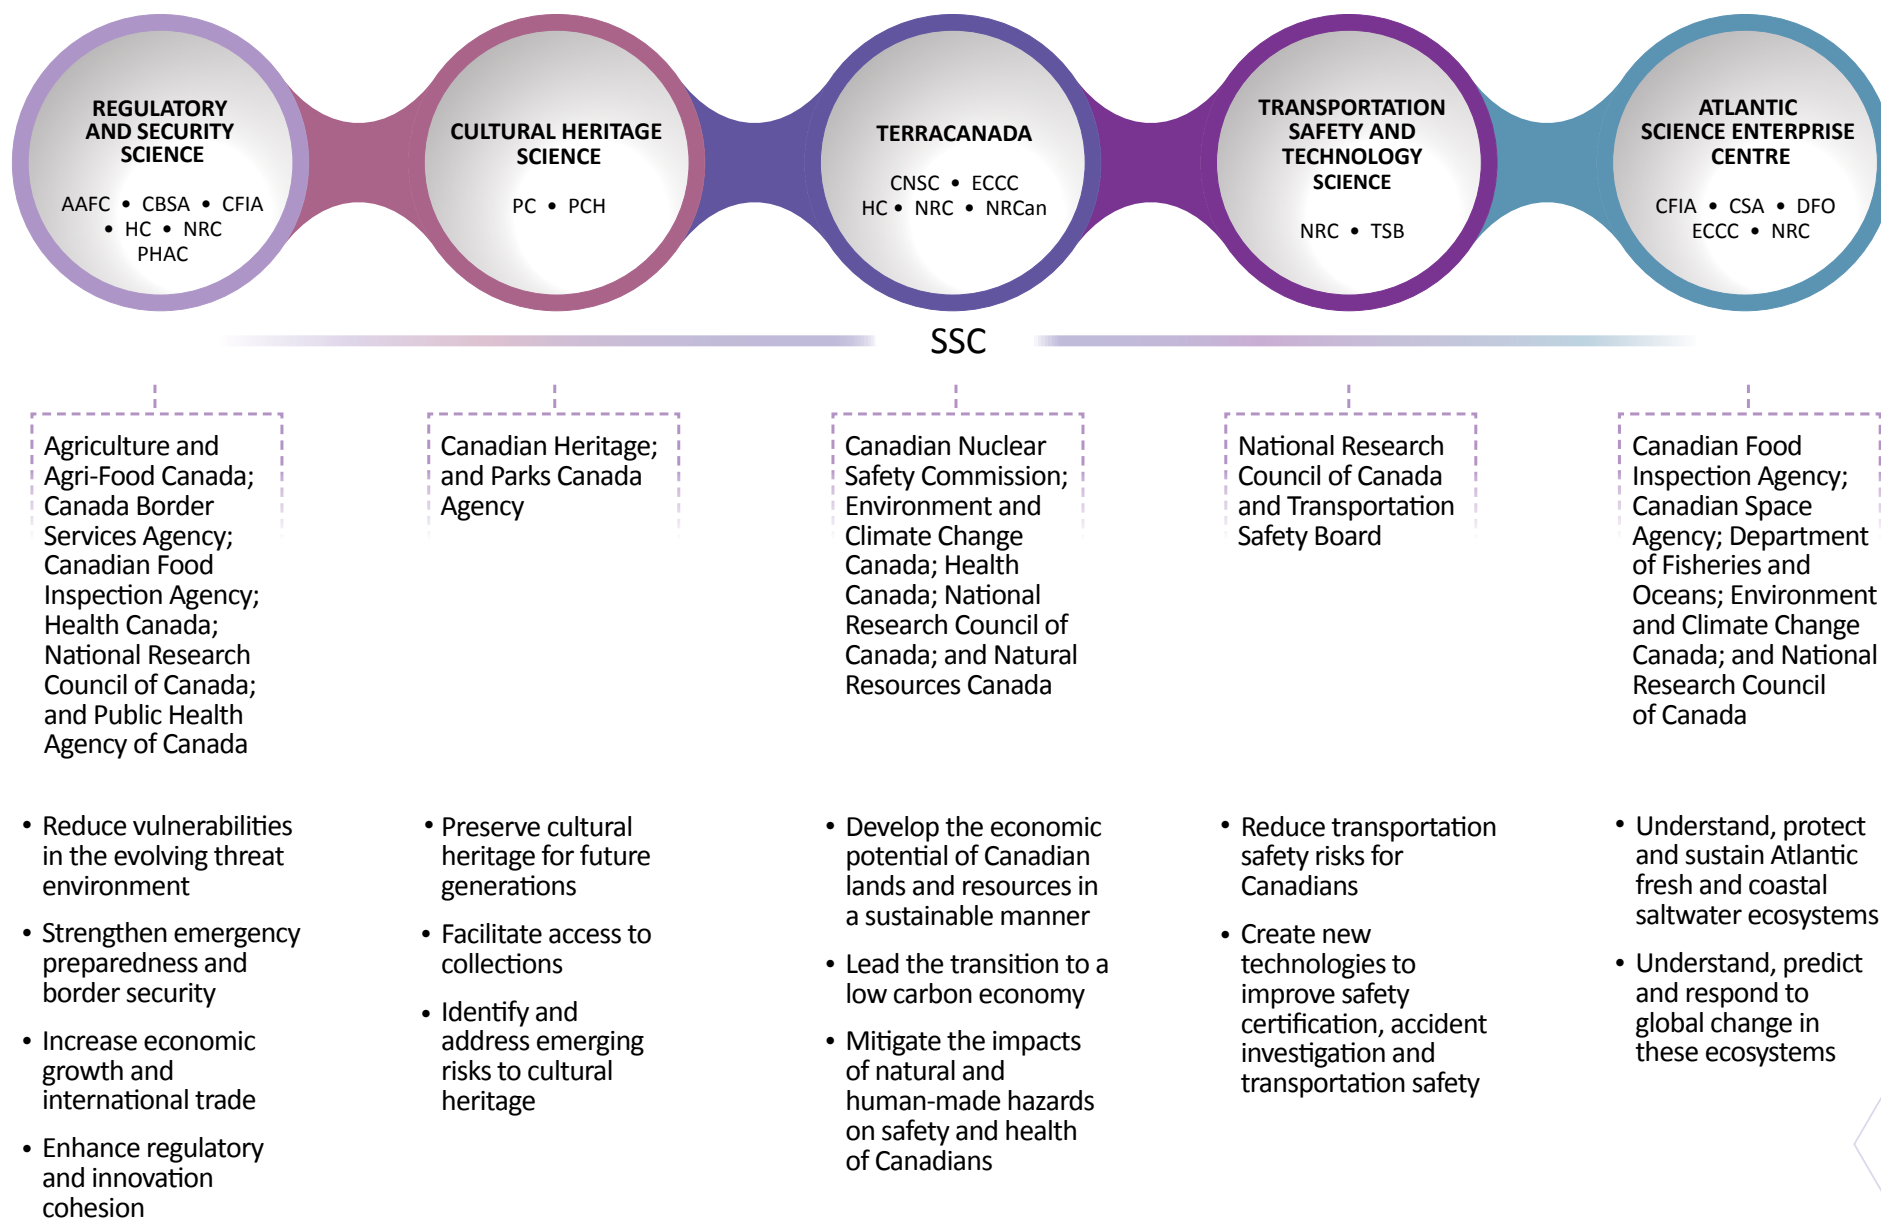 REGULATORY
AND SECURITY
SCIENCE
AAFC • CBSA • CFIA
• HC • NRC
PHAC
CULTURAL HERITAGE
SCIENCE
PC • PCH
TERRACANADA
CNSC • ECCC
HC • NRC • NRCan
TRANSPORTATION
SAFETY AND
TECHNOLOGY
SCIENCE
NRC • TSB
ATLANTIC
SCIENCE ENTERPRISE
CENTRE
CFIA • CSA • DFO
ECCC • NRC
SSC
Agriculture and
Agri-Food Canada;
Canada Border
Services Agency;
Canadian Food
Inspection Agency;
Health Canada;
National Research
Council of Canada;
and Public Health
Agency of Canada
Canadian Heritage;
and Parks Canada
Agency
Canadian Nuclear
Safety Commission;
Environment and
Climate Change
Canada; Health
Canada; National
Research Council of
Canada; and Natural
Resources Canada
National Research
Council of Canada
and Transportation
Safety Board
Canadian Food
Inspection Agency;
Canadian Space
Agency; Department
of Fisheries and
Oceans; Environment
and Climate Change
Canada; and National
Research Council
of Canada
• Reduce vulnerabilities
in the evolving threat
environment
• Strengthen emergency
preparedness and
border security
• Increase economic
growth and
international trade
• Enhance regulatory
and innovation
cohesion
• Preserve cultural
heritage for future
generations
• Facilitate access to
collections
• Identify and
address emerging
risks to cultural
heritage
• Develop the economic
potential of Canadian
lands and resources in
a sustainable manner
• Lead the transition to a
low carbon economy
• Mitigate the impacts
of natural and
human-made hazards
on safety and health
of Canadians
• Reduce transportation
safety risks for
Canadians
• Create new
technologies to
improve safety
certification, accident
investigation and
transportation safety
• Understand, protect
and sustain Atlantic
fresh and coastal
saltwater ecosystems
• Understand, predict
and respond to
global change in
these ecosystems